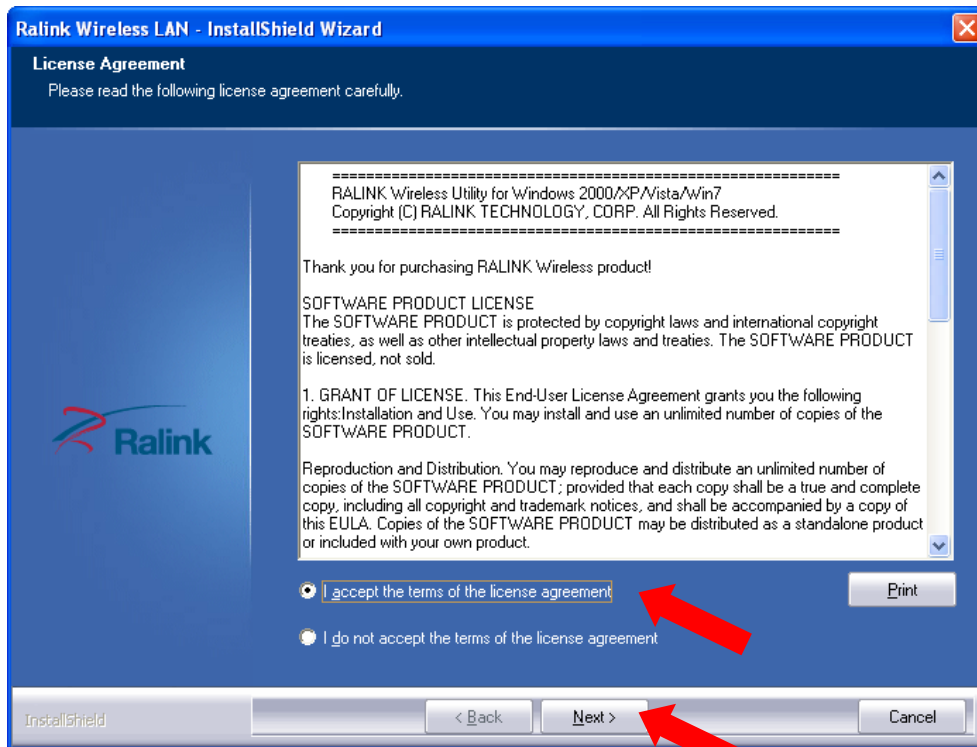 Ralink Wireless LAN - InstallShield Wizard
License Agreement
Please read the following license agreement carefully.
==============================================================
RALINK Wireless Utility for Windows 2000/XP/Vista/Win7
Copyright (C) RALINK TECHNOLOGY, CORP. All Rights Reserved.
==============================================================
Thank you for purchasing RALINK Wireless product!
SOFTWARE PRODUCT LICENSE
The SOFTWARE PRODUCT is protected by copyright laws and international copyright
treaties, as well as other intellectual property laws and treaties. The SOFTWARE PRODUCT
is licensed, not sold.
1. GRANT OF LICENSE. This End-User License Agreement grants you the following
rights:Installation and Use. You may install and use an unlimited number of copies of the
SOFTWARE PRODUCT.
Reproduction and Distribution. You may reproduce and distribute an unlimited number of
copies of the SOFTWARE PRODUCT; provided that each copy shall be a true and complete
copy, including all copyright and trademark notices, and shall be accompanied by a copy of
this EULA. Copies of the SOFTWARE PRODUCT may be distributed as a standalone product
or included with your own product.
Ralink
I accept the terms of the license agreement
Print
I do not accept the terms of the license agreement
InstallShield
< Back
Next >
Cancel